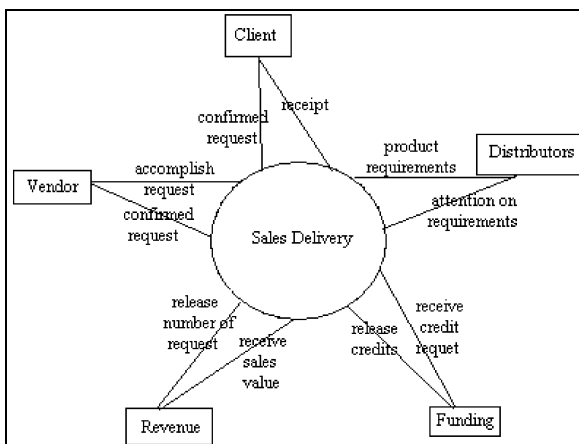 Client
confirmed
request
receipt
product
requirements
Distributors
accomplish
request
Vendor
confirmed
request
attention on
requirements
Sales Delivery
release
number of
request
receive
sales
value
release
credits
receive
credit
requet
Revenue
Funding